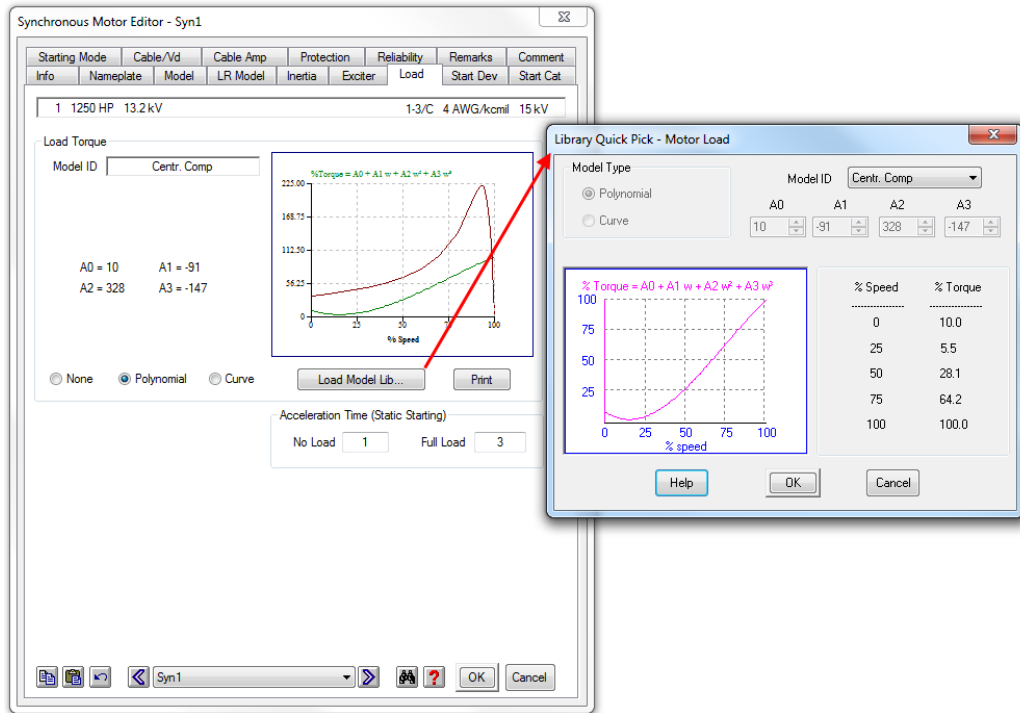 Synchronous Motor Editor - Syn1
Starting Mode Cable/Vd Cable Amp Protection Reliability Remarks Comment
Info Nameplate Model LR Model Inertia Exciter Load Start Dev Start Cat
1 1250 HP 13.2 kV 1-3/C 4 AWG/kcmil 15 kV
Load Torque
Model ID Centr. Comp
%Torque = A0 + A1 w + A2 w² + A3 w³
225.00
168.75
112.50
56.25
0
0 25 50 75 100
% Speed
A0 = 10 A1 = -91
A2 = 328 A3 = -147
None Polynomial Curve Load Model Lib... Print
Acceleration Time (Static Starting)
No Load 1 Full Load 3
Syn1 ? OK Cancel
Library Quick Pick - Motor Load
Model Type
Polynomial
Curve
Model ID Centr. Comp
A0 A1 A2 A3
10 -91 328 -147
% Torque = A0 + A1 w + A2 w² + A3 w³
100
75
50
25
0 25 50 75 100
% speed
% Speed % Torque
0 10.0
25 5.5
50 28.1
75 64.2
100 100.0
Help OK Cancel